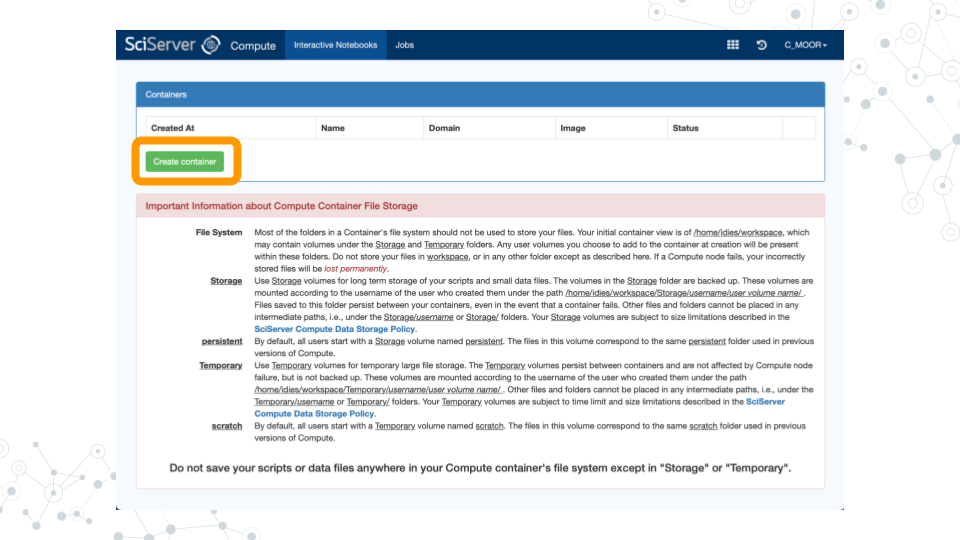 SciServer Compute Interactive Notebooks Jobs C_MOOR
Containers
Created At Name Domain Image Status
Create container
Important Information about Compute Container File Storage
File System Most of the folders in a Container's file system should not be used to store your files. Your initial container view is of /home/idies/workspace, which
may contain volumes under the Storage and Temporary folders. Any user volumes you choose to add to the container at creation will be present
within these folders. Do not store your files in workspace, or in any other folder except as described here. If a Compute node fails, your incorrectly
stored files will be lost permanently.
Storage Use Storage volumes for long term storage of your scripts and small data files. The volumes in the Storage folder are backed up. These volumes are
mounted according to the username of the user who created them under the path /home/idies/workspace/Storage/username/user volume name/ .
Files saved to this folder persist between your containers, even in the event that a container fails. Other files and folders cannot be placed in any
intermediate paths, i.e., under the Storage/username or Storage/ folders. Your Storage volumes are subject to size limitations described in the
SciServer Compute Data Storage Policy.
persistent By default, all users start with a Storage volume named persistent. The files in this volume correspond to the same persistent folder used in previous
versions of Compute.
Temporary Use Temporary volumes for temporary large file storage. The Temporary volumes persist between containers and are not affected by Compute node
failure, but is not backed up. These volumes are mounted according to the username of the user who created them under the path
/home/idies/workspace/Temporary/username/user volume name/ . Other files and folders cannot be placed in any intermediate paths, i.e., under the
Temporary/username or Temporary/ folders. Your Temporary volumes are subject to time limit and size limitations described in the SciServer
Compute Data Storage Policy.
scratch By default, all users start with a Temporary volume named scratch. The files in this volume correspond to the same scratch folder used in previous
versions of Compute.
Do not save your scripts or data files anywhere in your Compute container's file system except in "Storage" or "Temporary".